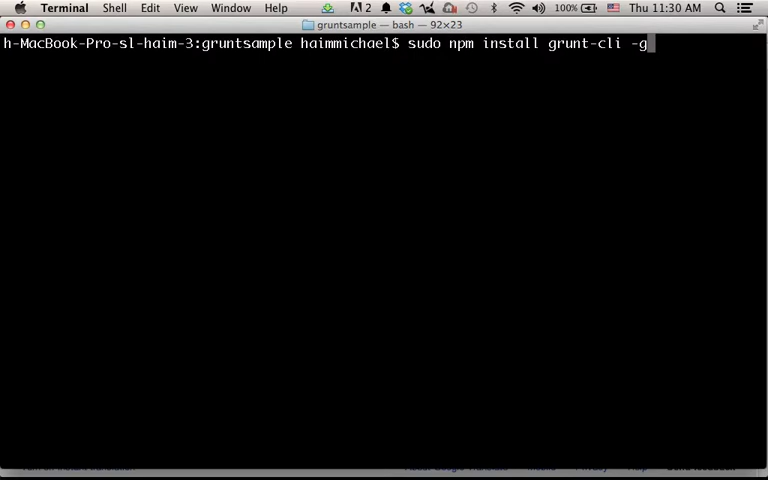 Terminal Shell Edit View Window Help 2 100% Thu 11:30 AM
gruntsample — bash — 92×23
h-MacBook-Pro-sl-haim-3:gruntsample haimmichael$ sudo npm install grunt-cli -g